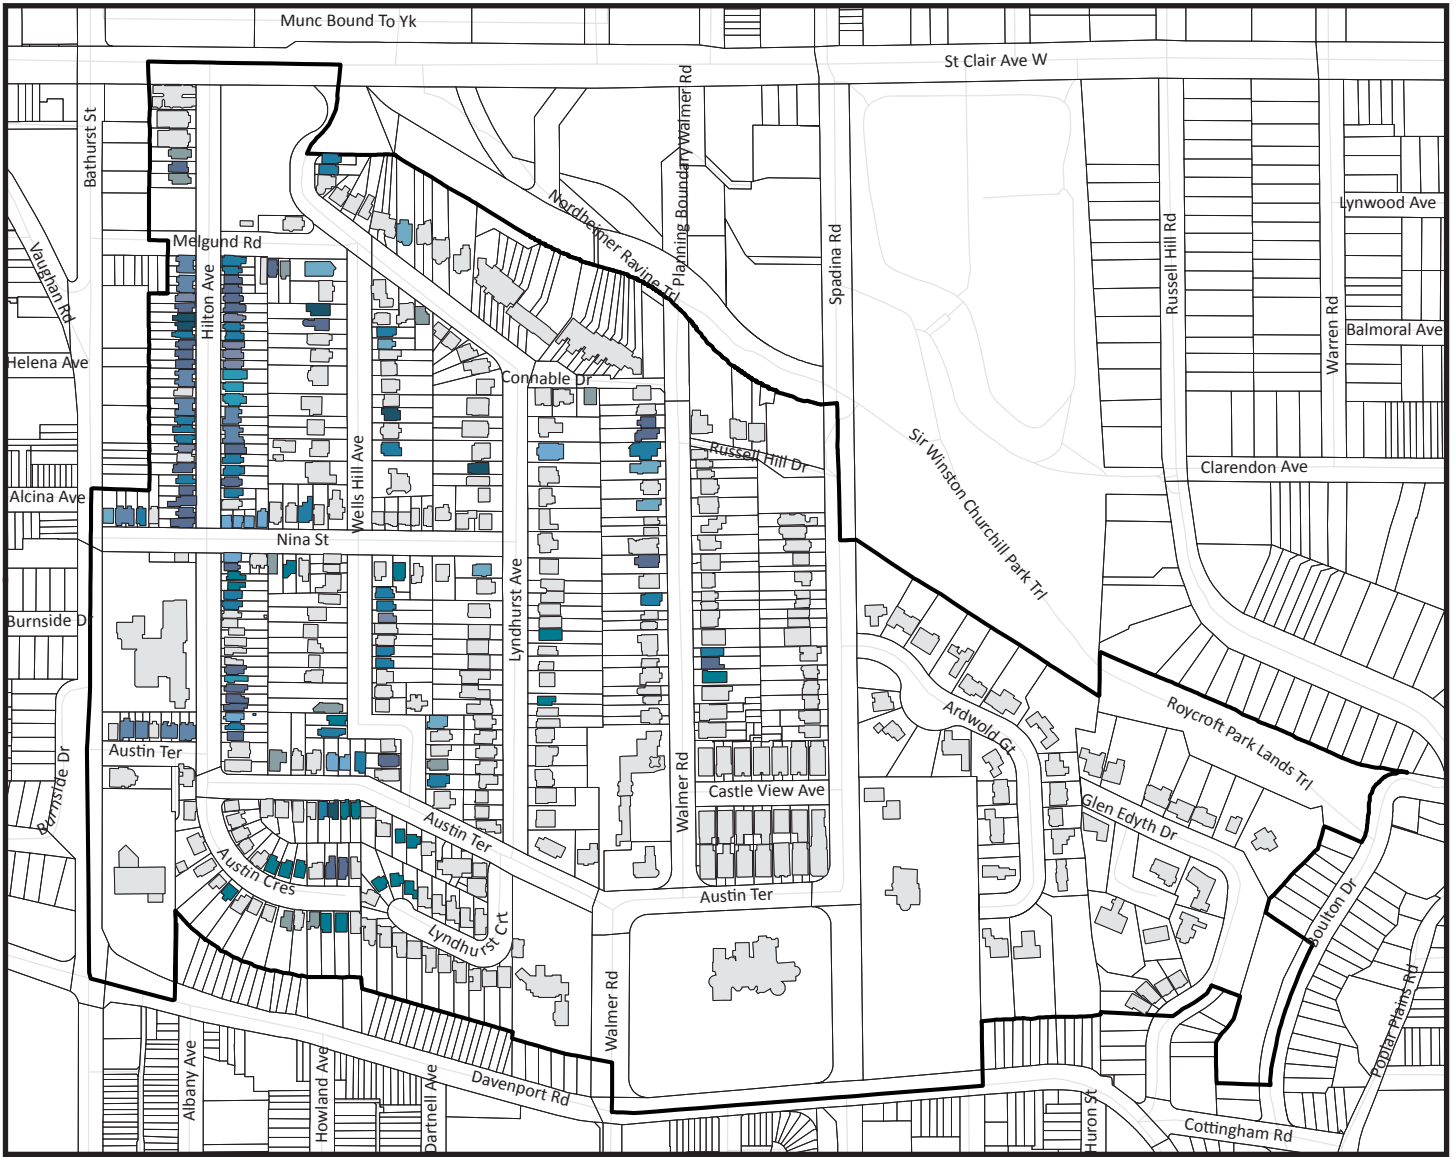 Munc Bound To Yk
St Clair Ave W
Bathurst St
Planning Boundary
Walmer Rd
Nordheimer Ravine Trl
Lynwood Ave
Melgund Rd
Vaughan Rd
Hilton Ave
Spadina Rd
Russell Hill Rd
Warren Rd
Balmoral Ave
Helena Ave
Connable Dr
Russell Hill Dr
Sir Winston Churchill Park Trl
Clarendon Ave
Alcina Ave
Wells Hill Ave
Nina St
Lyndhurst Ave
Burnside Dr
Ardwold Gt
Roycroft Park Lands Trl
Austin Ter
Burnside Dr
Walmer Rd
Castle View Ave
Glen Edyth Dr
Austin Ter
Austin Cres
Austin Ter
Lyndhurst Crt
Boulton Dr
Walmer Rd
Poplar Plains Rd
Albany Ave
Howland Ave
Dartnell Ave
Davenport Rd
Huron St
Cottingham Rd